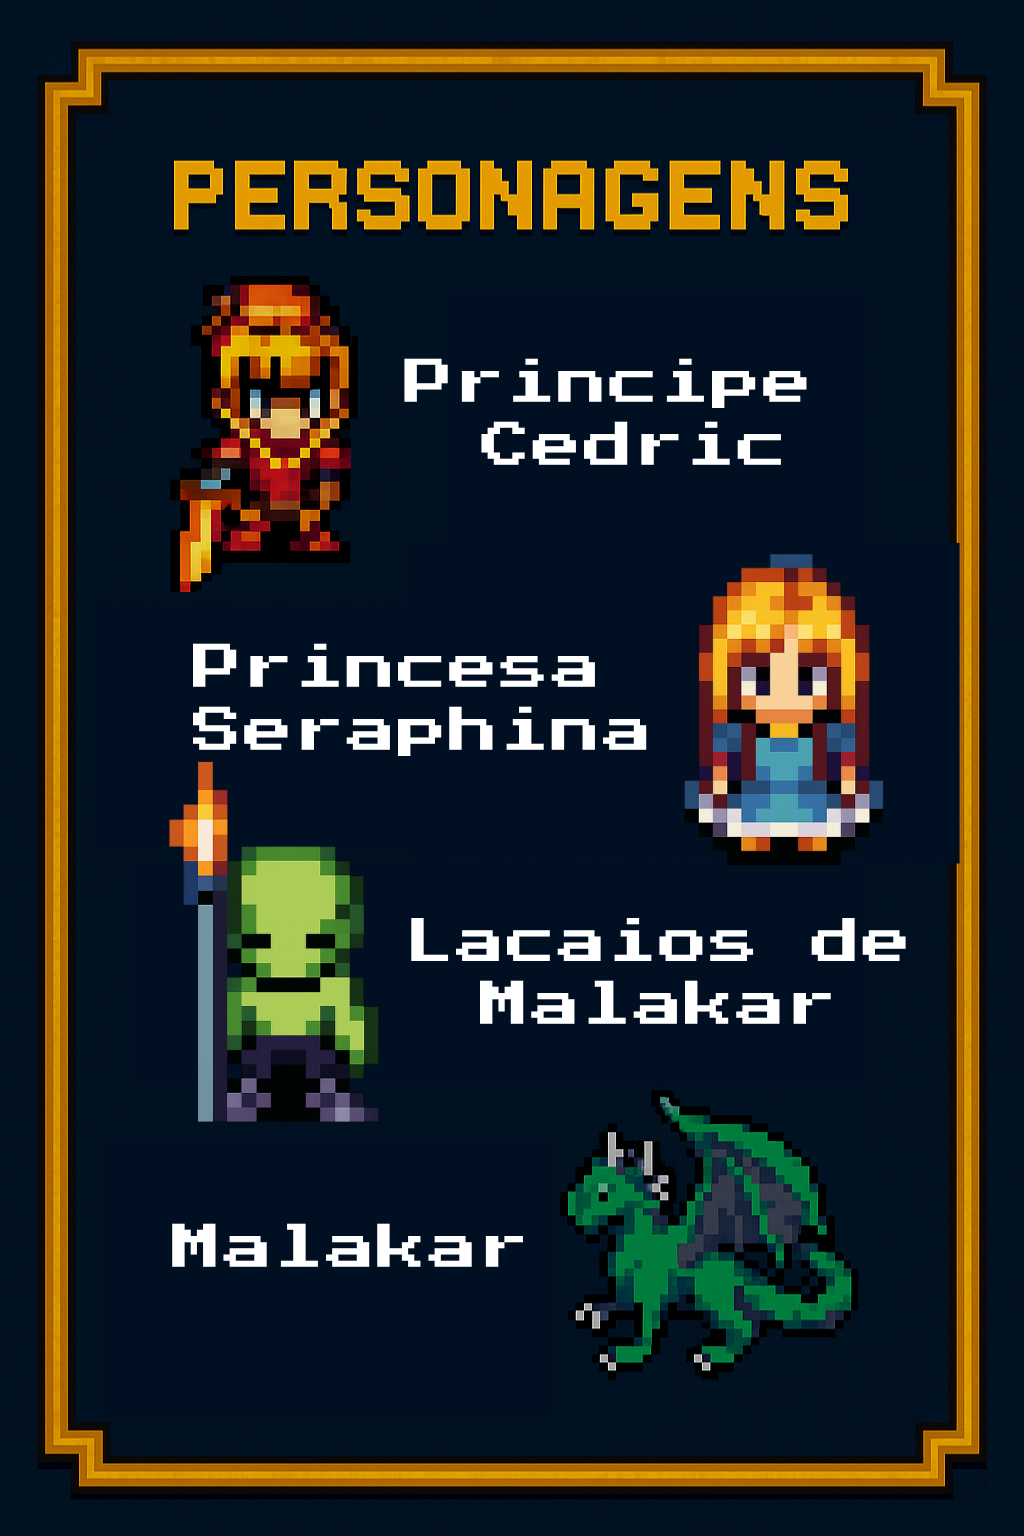 PERSONAGENS
Principe
Cedric
Princesa
Seraphina
Lacaios de
Malakar
Malakar